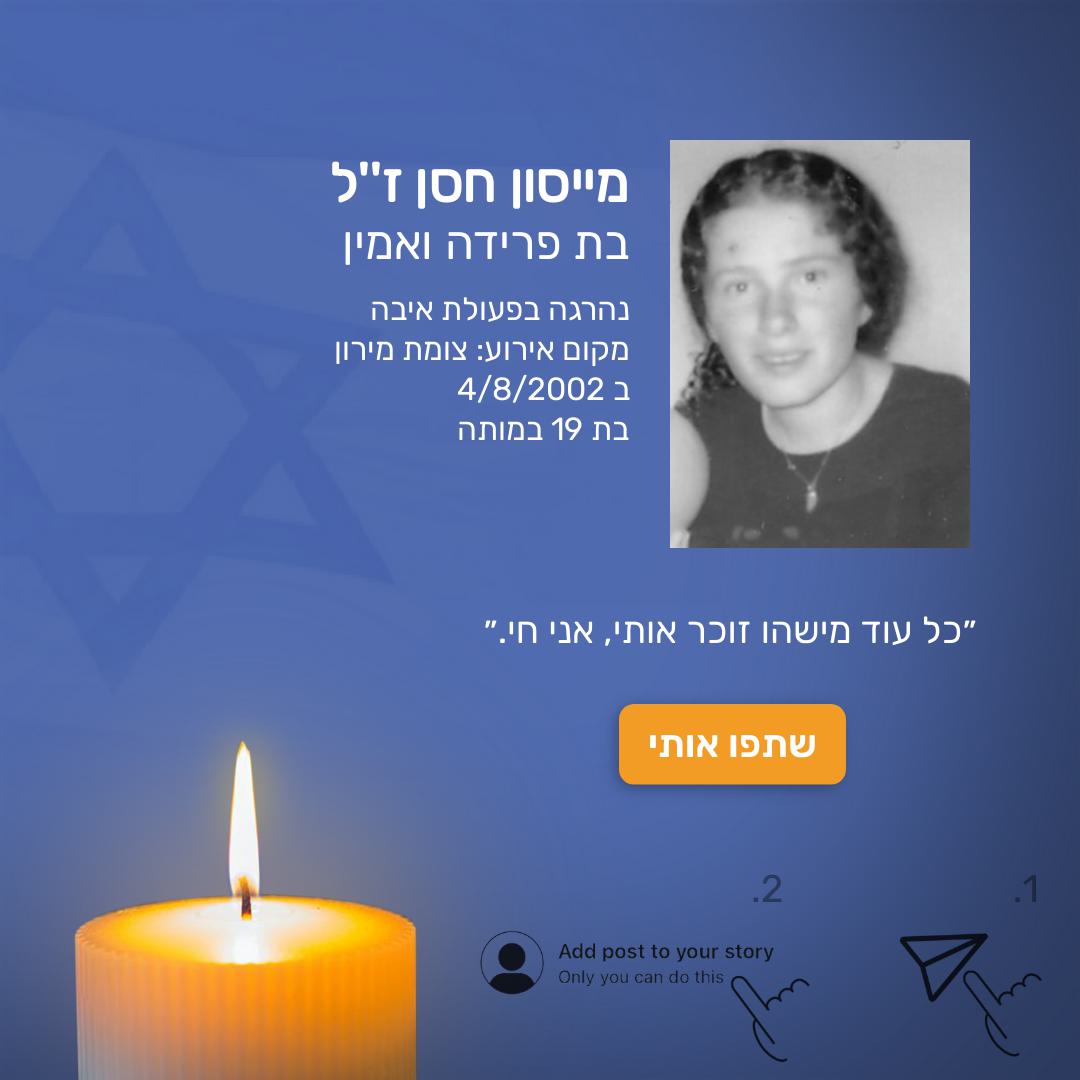 מייסון חסן ז"ל
בת פרידה ואמין
נהרגה בפעולת איבה
מקום אירוע: צומת מירון
ב 4/8/2002
בת 19 במותה
״כל עוד מישהו זוכר אותי, אני חי.״
שתפו אותי
.1
.2
Add post to your story
Only you can do this